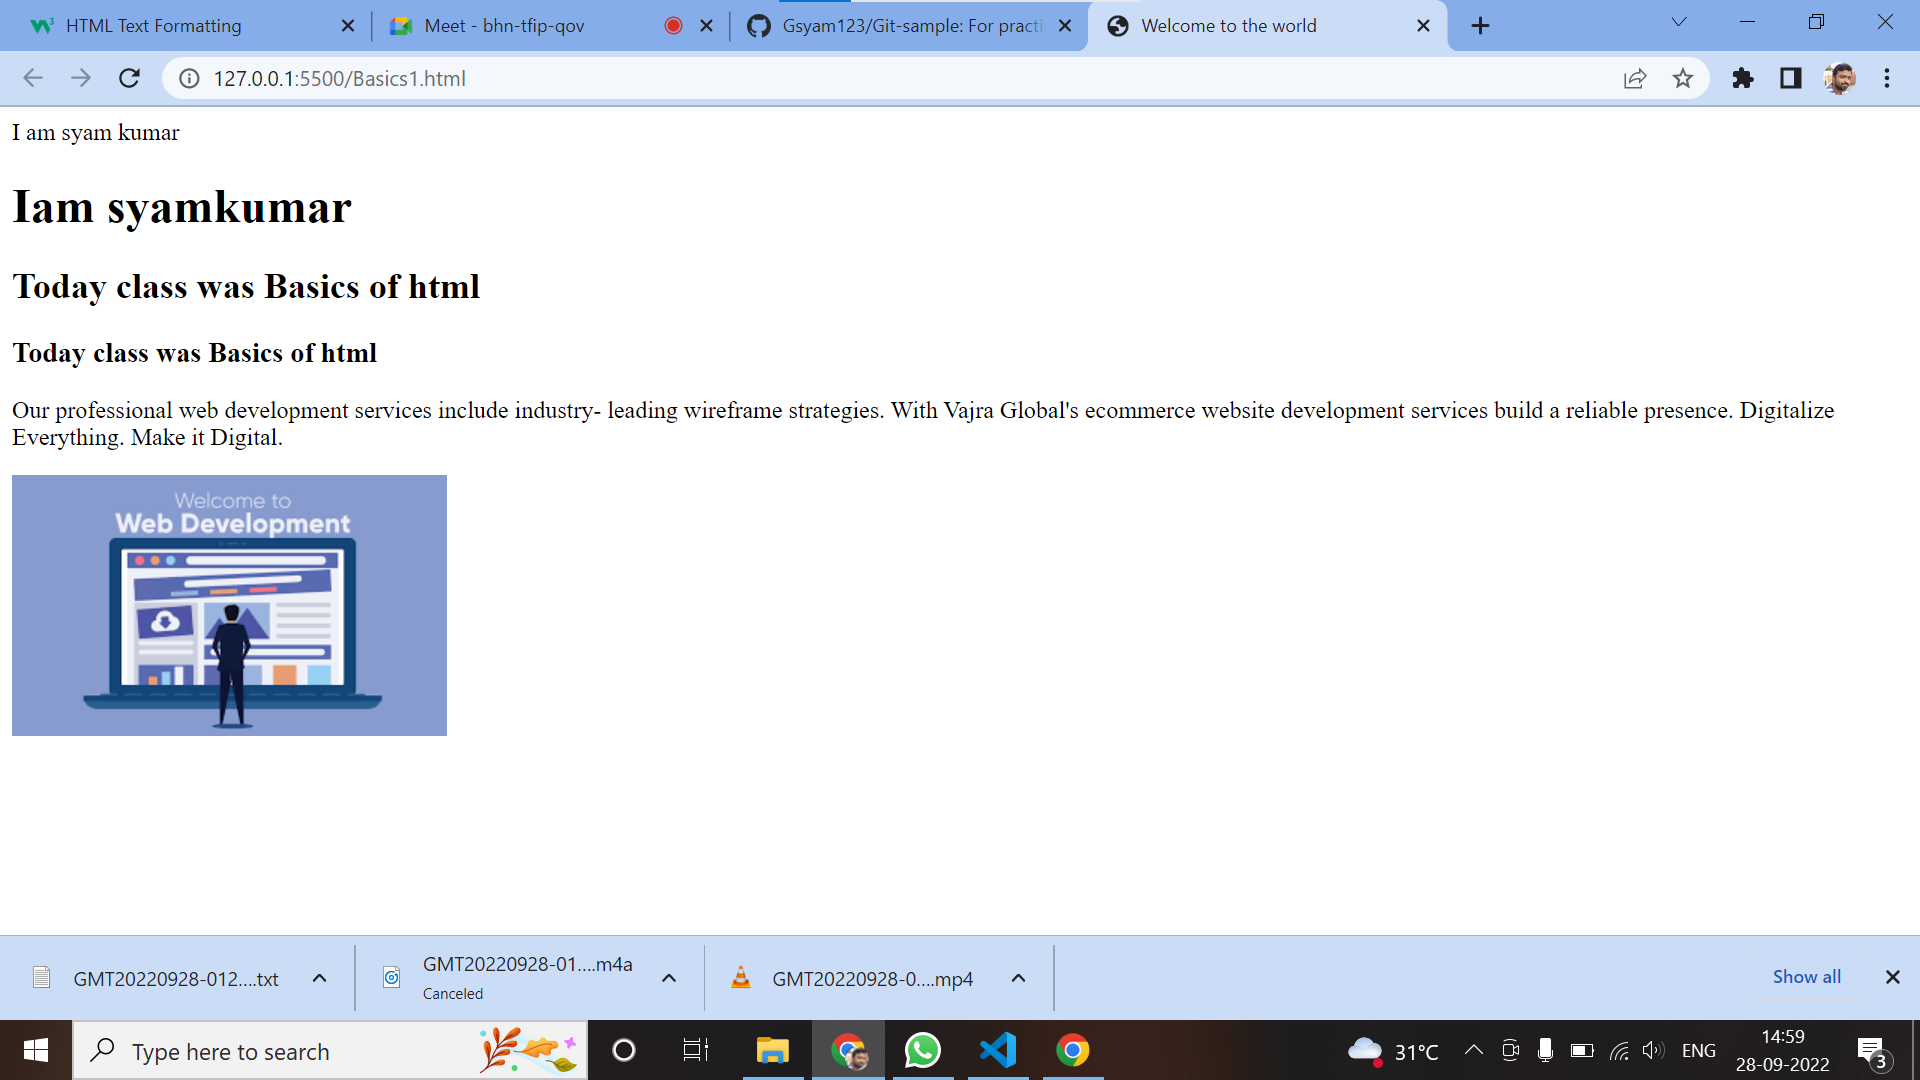 HTML Text Formatting
Meet - bhn-tfip-qov
Gsyam123/Git-sample: For practi
Welcome to the world
127.0.0.1:5500/Basics1.html
I am syam kumar
Iam syamkumar
Today class was Basics of html
Today class was Basics of html
Our professional web development services include industry- leading wireframe strategies. With Vajra Global's ecommerce website development services build a reliable presence. Digitalize
Everything. Make it Digital.
Welcome to
Web Development
GMT20220928-012....txt
GMT20220928-01....m4a
Canceled
GMT20220928-0....mp4
Show all
Type here to search
31°C
ENG
14:59
28-09-2022
3